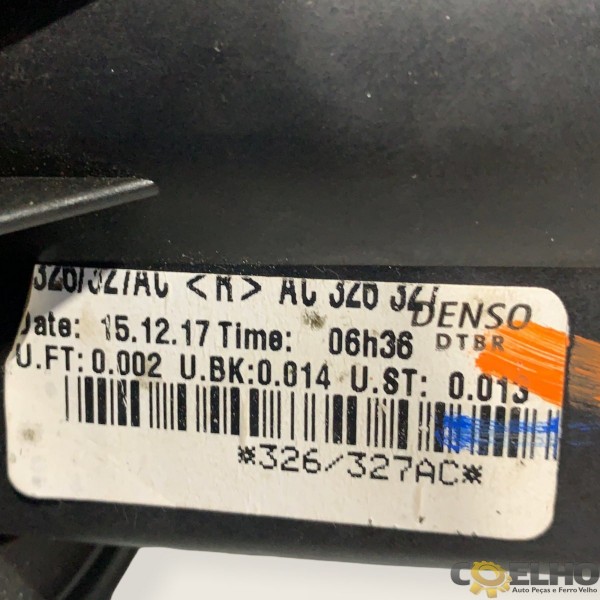 326/327AC <R> AC 326 327
DENSO
Date: 15.12.17 Time: 06h36
DTBR
U.FT: 0.002 U.BK:0.014 U.ST: 0.013
*326/327AC*
COELHO
Auto Peças e Ferro Velho